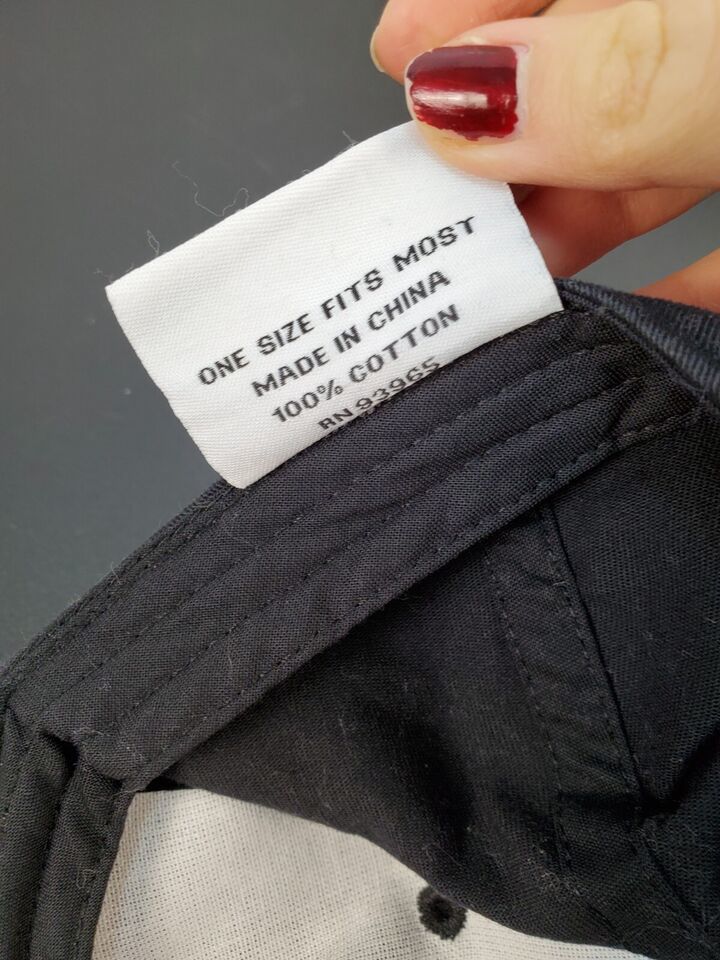 ONE SIZE FITS MOST
MADE IN CHINA
100% COTTON
RN 93965